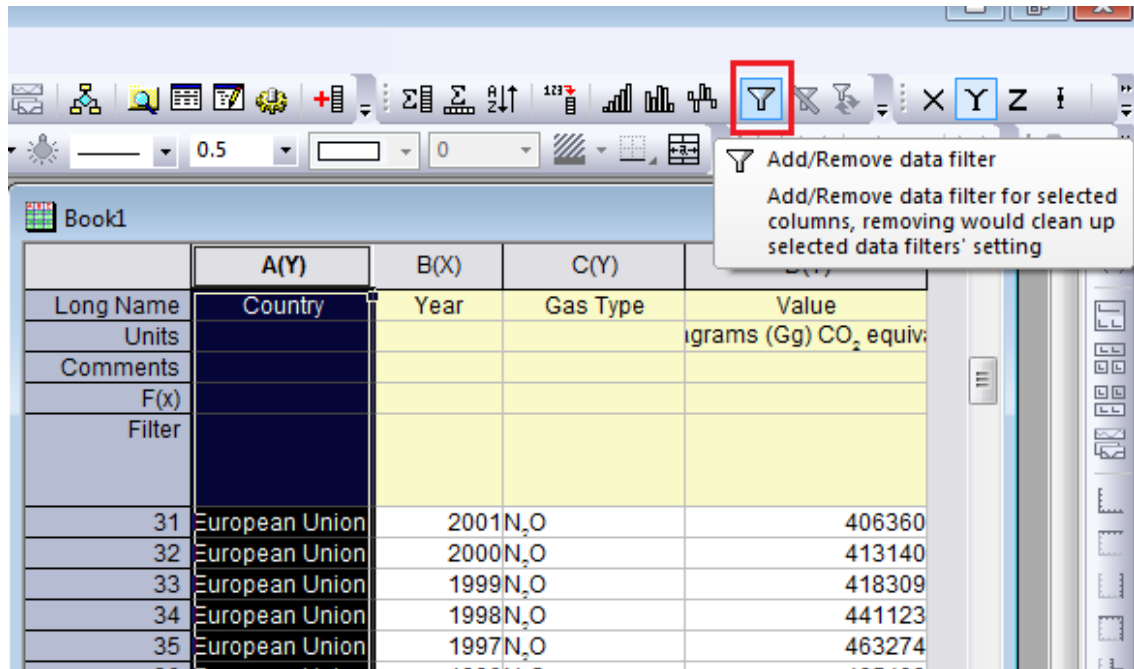 X Y Z
0.5 0
Add/Remove data filter
Add/Remove data filter for selected
columns, removing would clean up
selected data filters' setting
Book1
A(Y) B(X) C(Y)
Long Name Country Year Gas Type Value
Units grams (Gg) CO₂ equiv
Comments
F(x)
Filter
31 European Union 2001 N₂O 406360
32 European Union 2000 N₂O 413140
33 European Union 1999 N₂O 418309
34 European Union 1998 N₂O 441123
35 European Union 1997 N₂O 463274